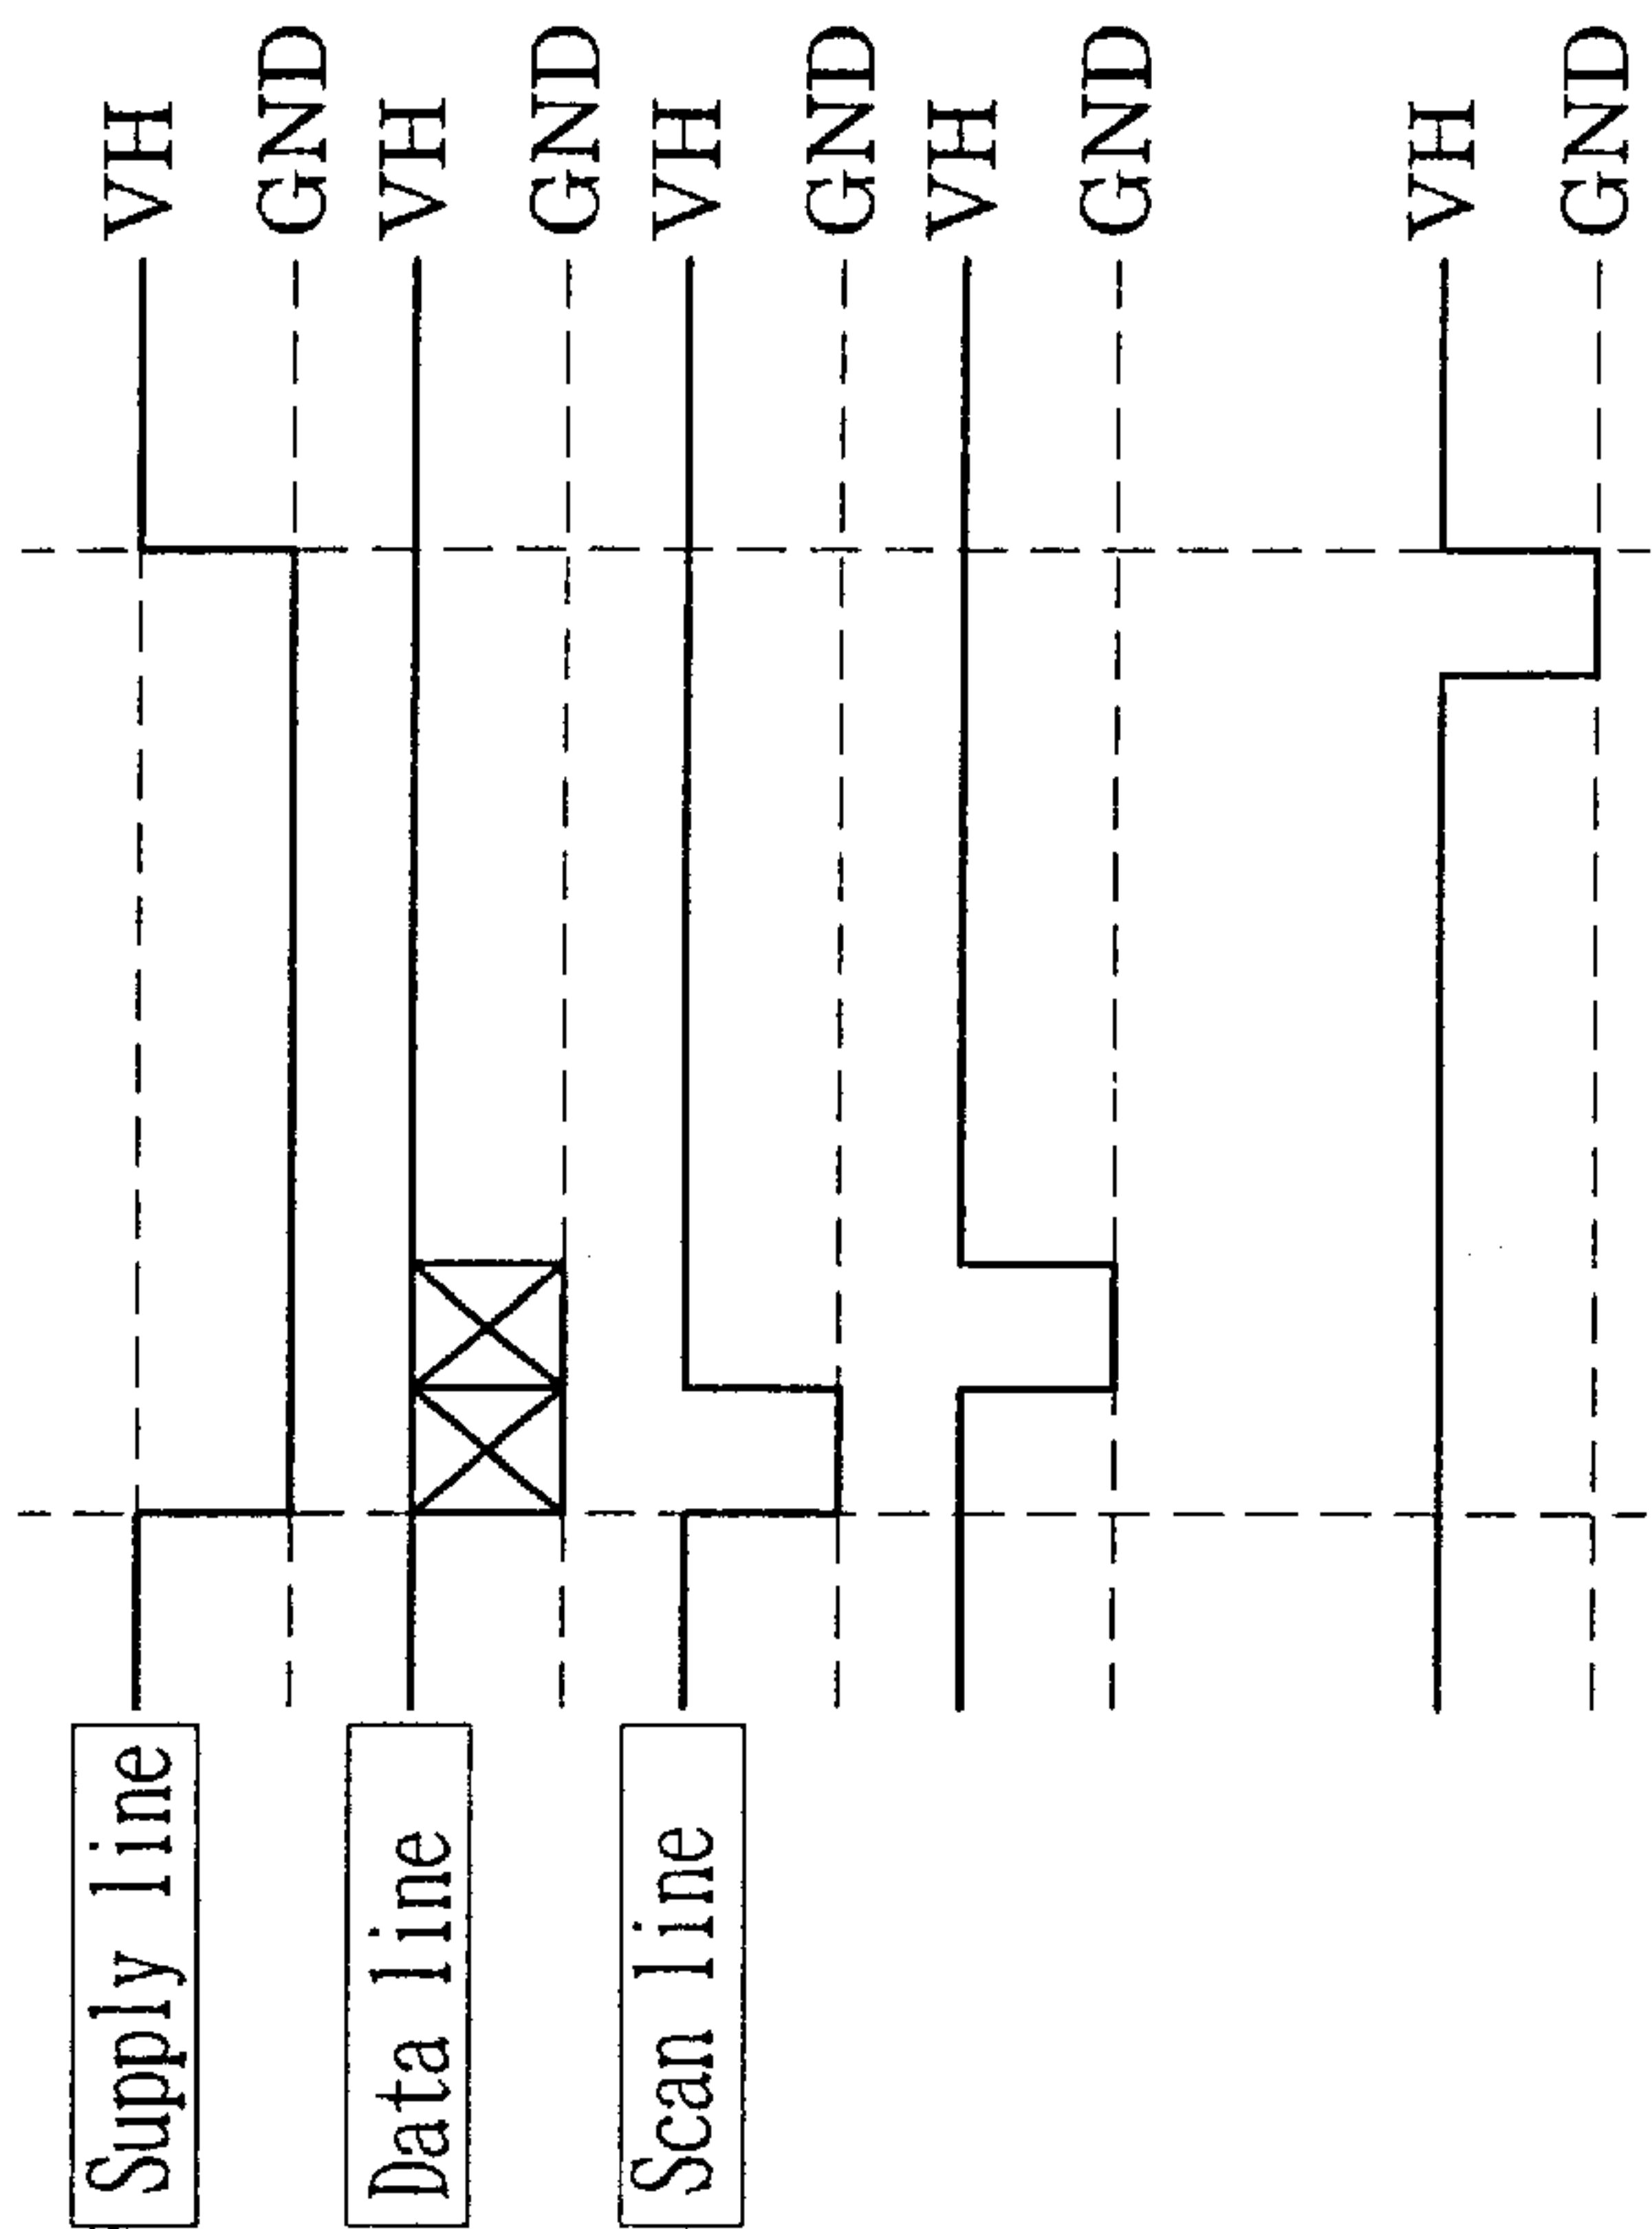 Supply line
VH
GND
Data line
VH
GND
Scan line
VH
GND
VH
GND
VH
GND